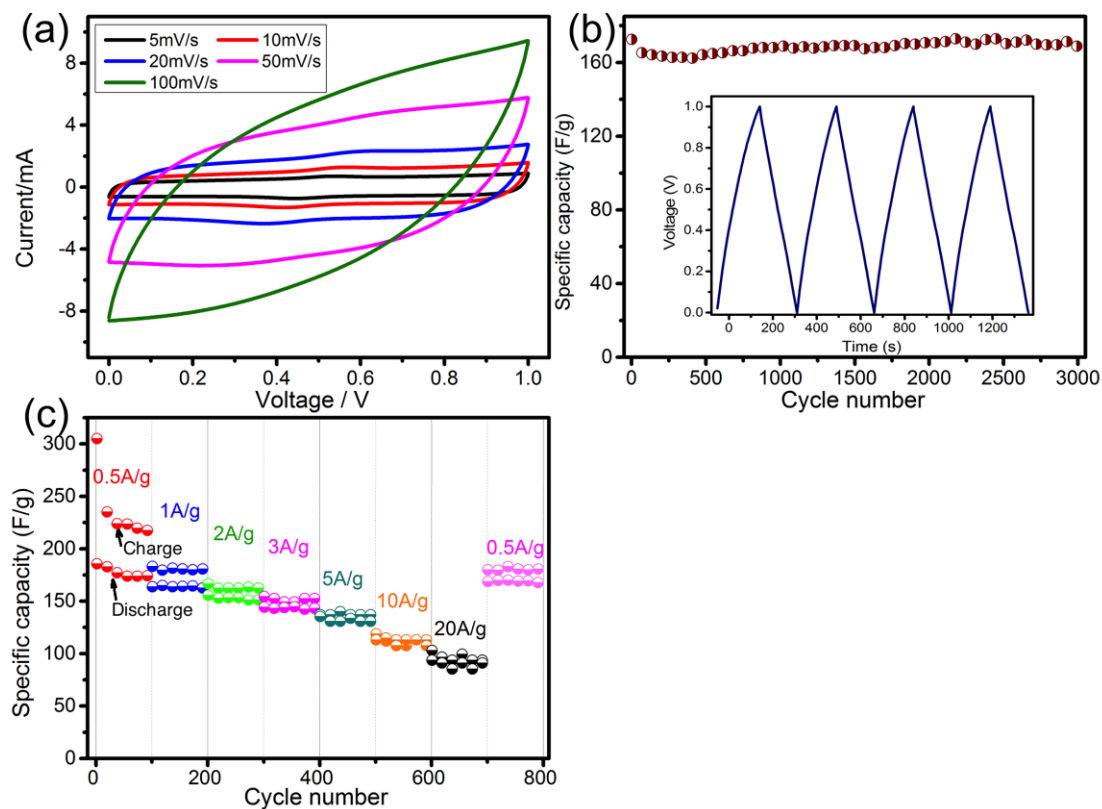 (a)
5mV/s 10mV/s
20mV/s 50mV/s
100mV/s
8
4
0
-4
-8
Current/mA
0.0 0.2 0.4 0.6 0.8 1.0
Voltage / V
(b)
160
120
80
40
0
Specific capacity (F/g)
1.0
0.8
0.6
0.4
0.2
0.0
Voltage (V)
0 200 400 600 800 1000 1200
Time (s)
0 500 1000 1500 2000 2500 3000
Cycle number
(c)
300
250
200
150
100
50
0
Specific capacity (F/g)
0.5A/g
1A/g
2A/g
3A/g
5A/g
10A/g
20A/g
0.5A/g
Charge
Discharge
0 200 400 600 800
Cycle number